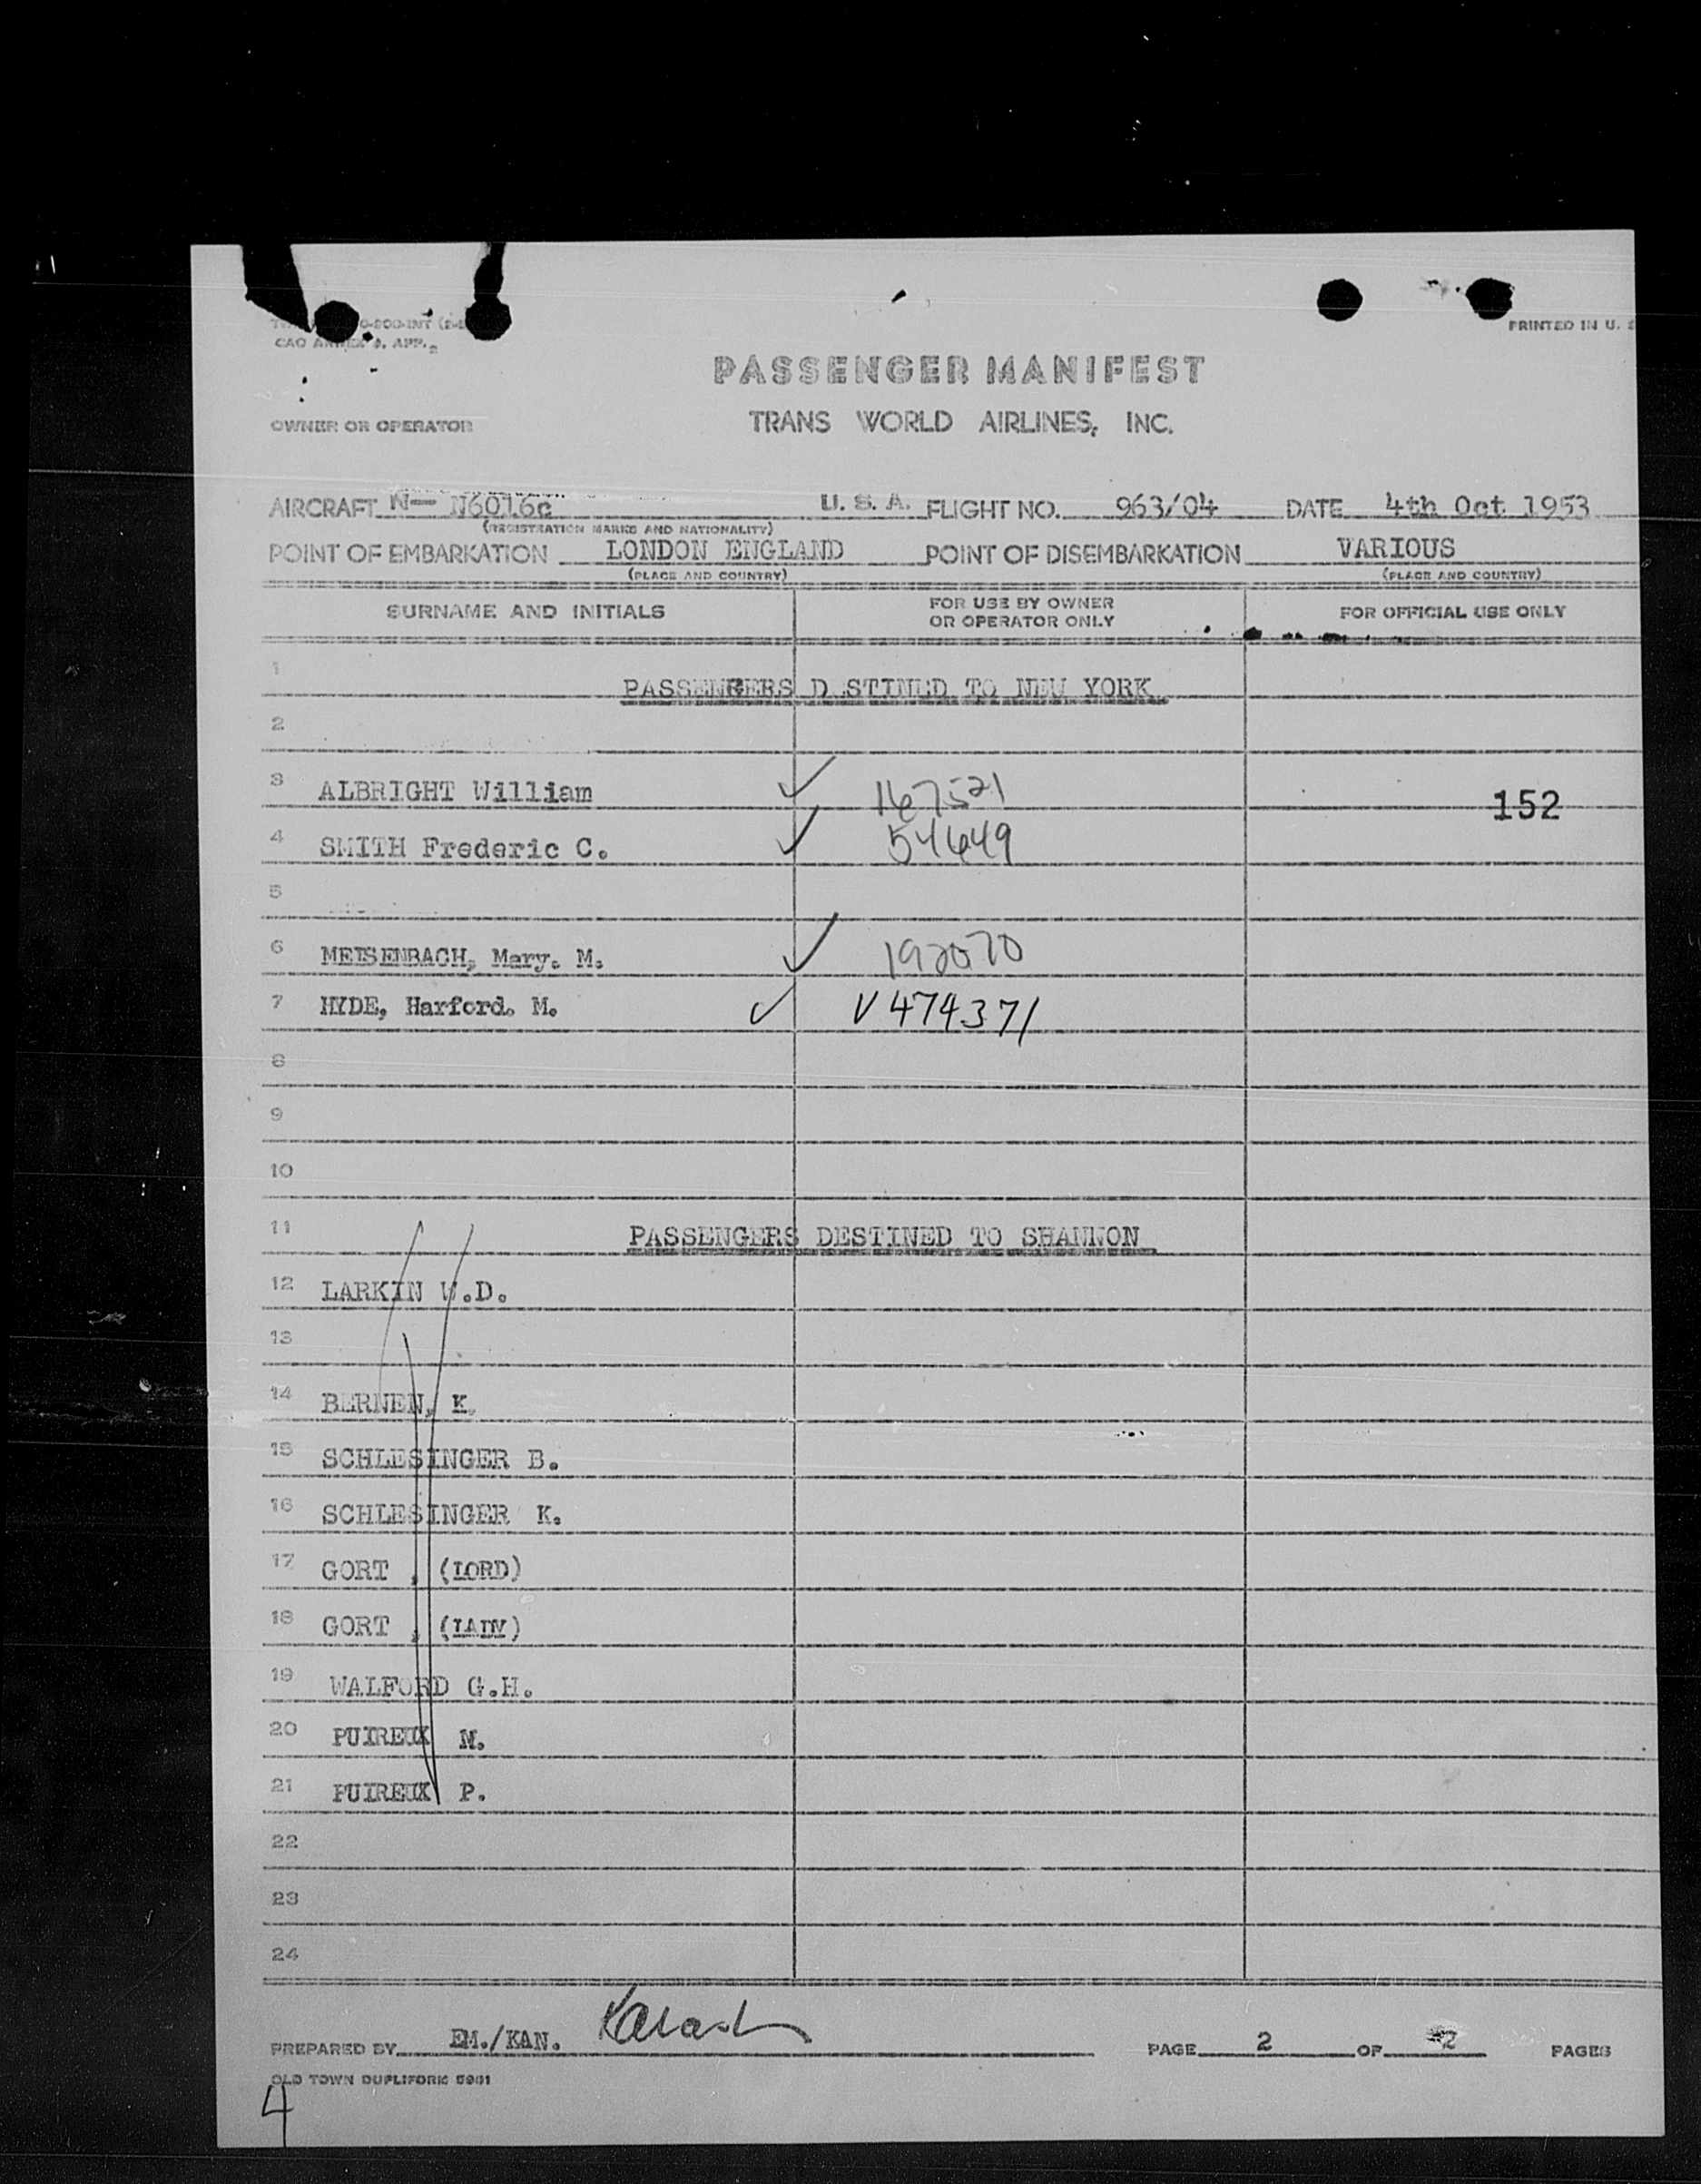 CAO ANNEX 9, APP.
PRINTED IN U. S
PASSENGER MANIFEST
OWNER OR OPERATOR
TRANS WORLD AIRLINES, INC.
AIRCRAFT N— N6016c U. S. A. FLIGHT NO. 963/04 DATE 4th Oct 1953
(REGISTRATION MARKS AND NATIONALITY)
POINT OF EMBARKATION LONDON ENGLAND POINT OF DISEMBARKATION VARIOUS
(PLACE AND COUNTRY) (PLACE AND COUNTRY)
SURNAME AND INITIALS FOR USE BY OWNER OR OPERATOR ONLY FOR OFFICIAL USE ONLY
1 PASSENGERS D STINED TO NEW YORK
2
3 ALBRIGHT William ✓ 167521 152
4 SMITH Frederic C. ✓ 54649
5
6 MEISENBACH, Mary. M. ✓ 192070
7 HYDE, Harford. M. ✓ V474371
8
9
10
11 PASSENGERS DESTINED TO SHANNON
12 LARKIN W.D.
13
14 BERNEN, K.
15 SCHLESINGER B.
16 SCHLESINGER K.
17 GORT , (LORD)
18 GORT , (LADY)
19 WALFORD G.H.
20 PUIREUX N.
21 PUIREUX P.
22
23
24
PREPARED BY EM./KAN. PAGE 2 OF 2 PAGES
OLD TOWN DUPLIFORM 5901
4